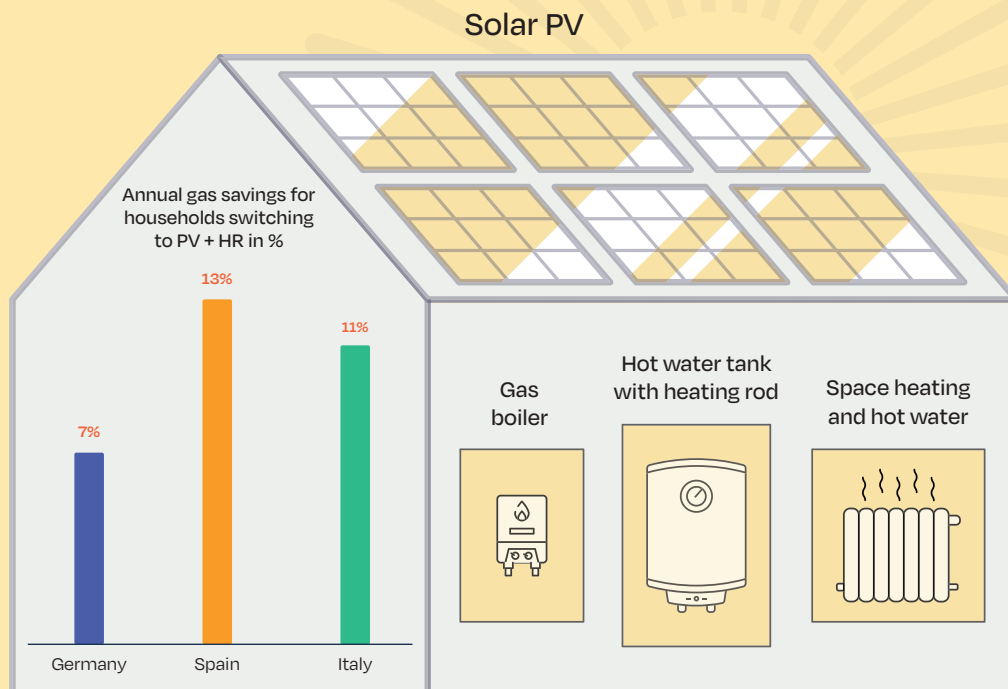 Solar PV
Annual gas savings for
households switching
to PV + HR in %
13%
11%
7%
Germany
Spain
Italy
Gas
boiler
Hot water tank
with heating rod
Space heating
and hot water